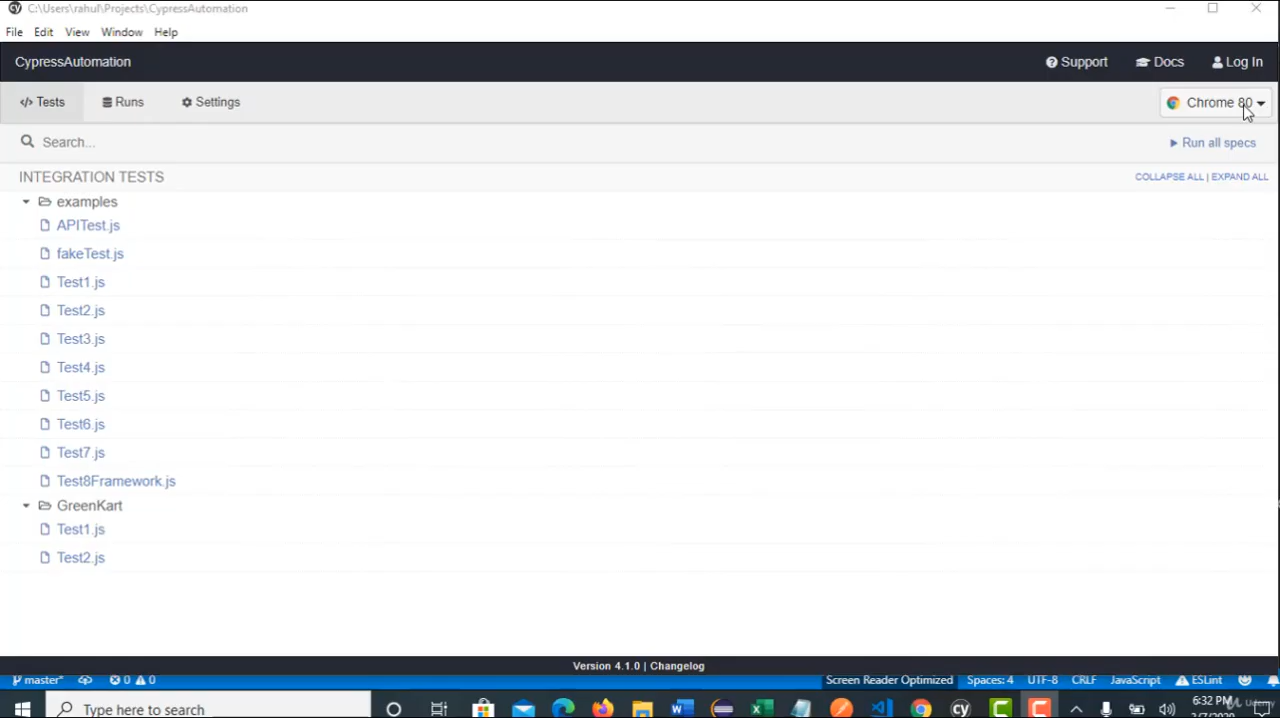 C:\Users\rahul\Projects\CypressAutomation
File Edit View Window Help
CypressAutomation Support Docs Log In
Tests Runs Settings Chrome 80
Search... Run all specs
INTEGRATION TESTS COLLAPSE ALL | EXPAND ALL
examples
APITest.js
fakeTest.js
Test1.js
Test2.js
Test3.js
Test4.js
Test5.js
Test6.js
Test7.js
Test8Framework.js
GreenKart
Test1.js
Test2.js
Version 4.1.0 | Changelog
master* 0 0 Screen Reader Optimized Spaces: 4 UTF-8 CRLF JavaScript ESLint
Type here to search 6:32 PM
Udemy